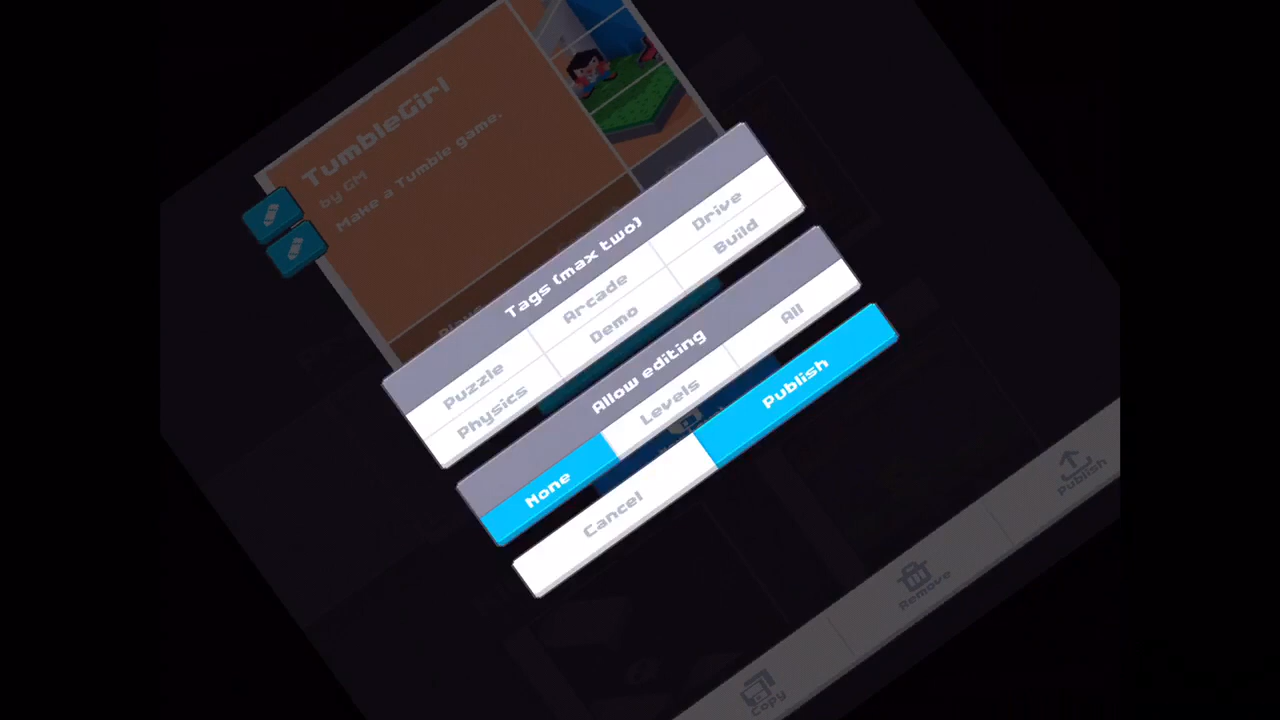 TumbleGirl
by GM
Make a Tumble game.
Tags (max two)
Puzzle Arcade Drive
Physics Demo Build
Allow editing
None Levels All
Cancel Publish
Copy Remove Publish